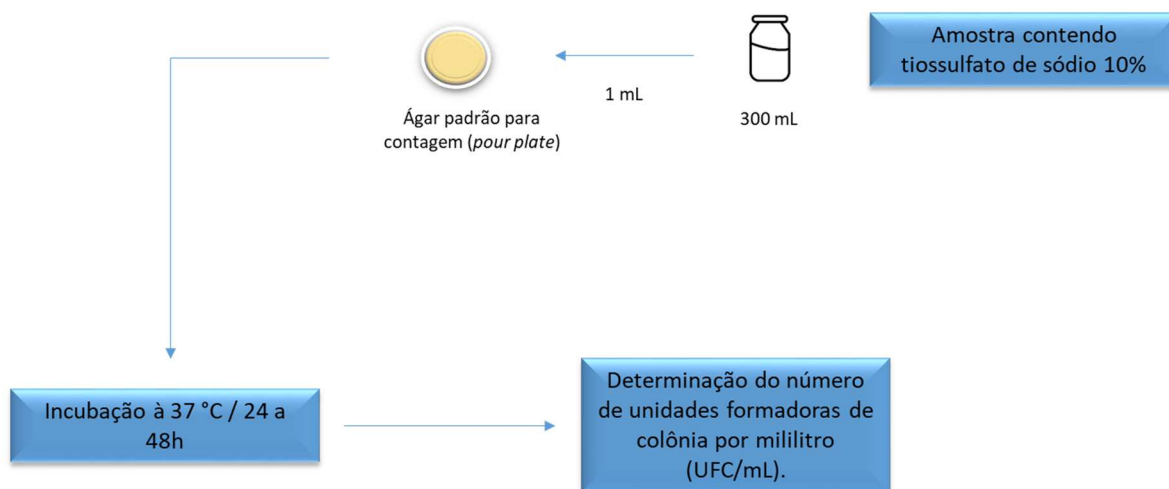 Amostra contendo
tiossulfato de sódio 10%
1 mL
300 mL
Ágar padrão para
contagem (pour plate)
Incubação à 37 °C / 24 a
48h
Determinação do número
de unidades formadoras de
colônia por mililitro
(UFC/mL).